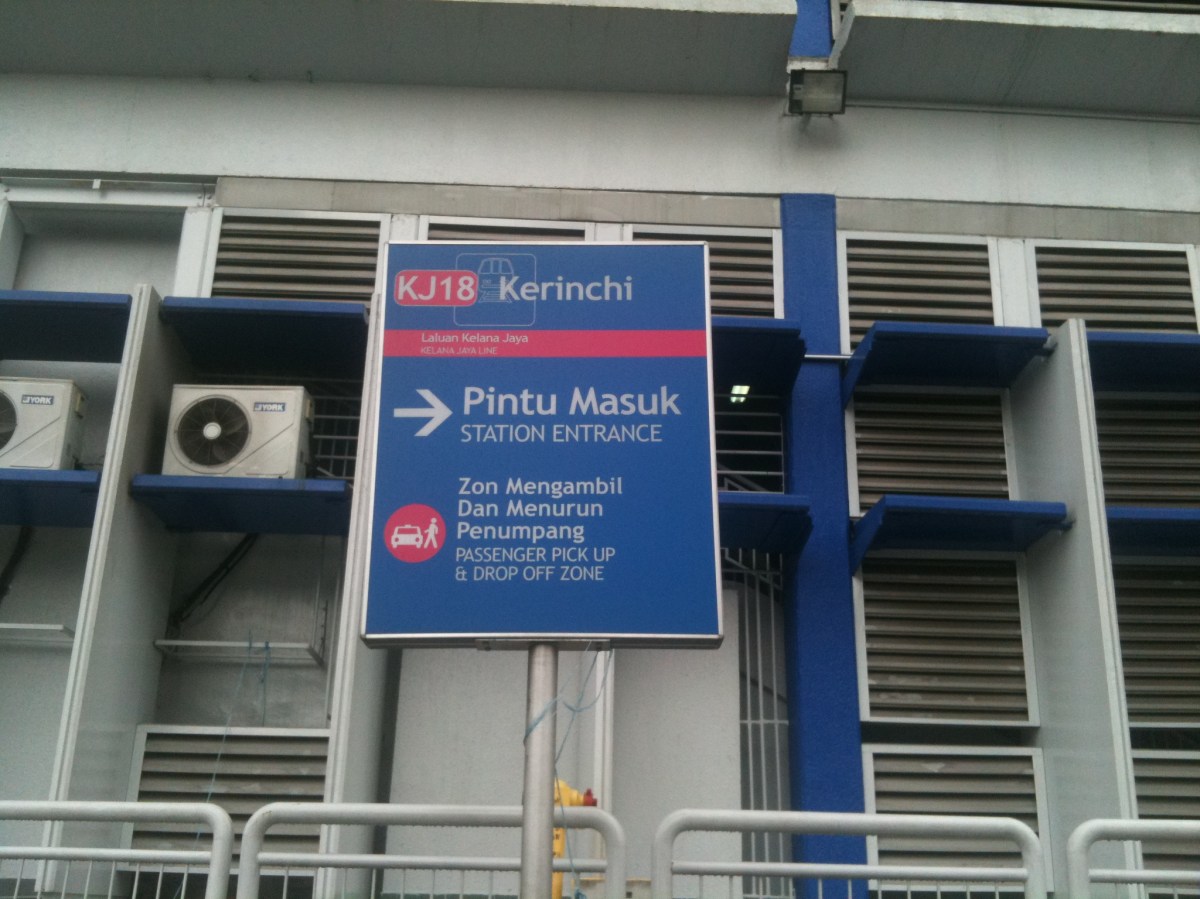 KJ18 Kerinchi
Laluan Kelana Jaya
KELANA JAYA LINE
Pintu Masuk
STATION ENTRANCE
Zon Mengambil
Dan Menurun
Penumpang
PASSENGER PICK UP
& DROP OFF ZONE
YORK
YORK